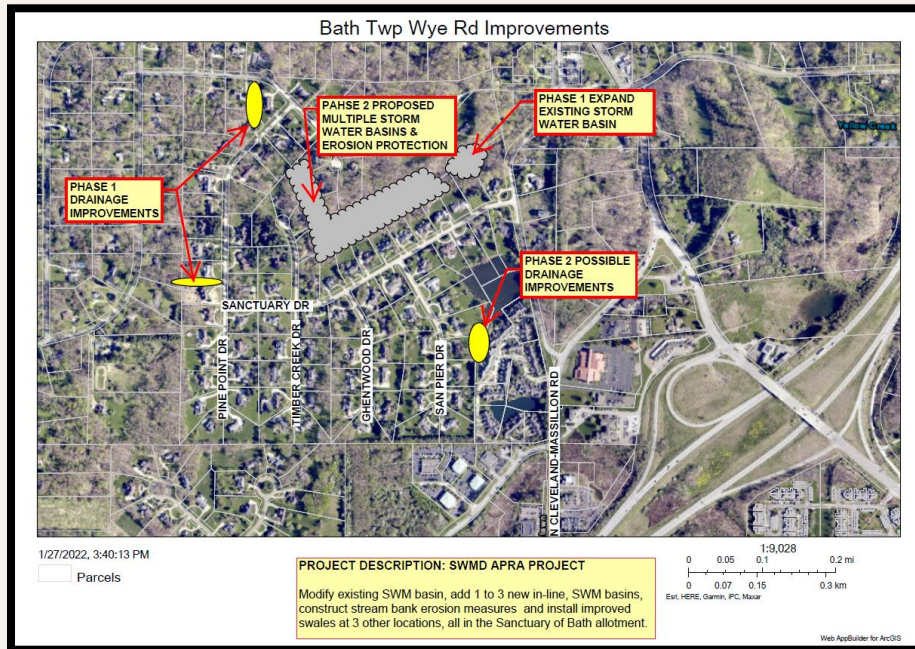 Bath Twp Wye Rd Improvements
PAHSE 2 PROPOSED
MULTIPLE STORM
WATER BASINS &
EROSION PROTECTION
PHASE 1 EXPAND
EXISTING STORM
WATER BASIN
Yellow Creek
PHASE 1
DRAINAGE
IMPROVEMENTS
PHASE 2 POSSIBLE
DRAINAGE
IMPROVEMENTS
SANCTUARY DR
PINE POINT DR
TIMBER CREEK DR
GHENTWOOD DR
SAN PIER DR
N CLEVELAND-MASSILLON RD
1/27/2022, 3:40:13 PM
Parcels
PROJECT DESCRIPTION: SWMD APRA PROJECT
Modify existing SWM basin, add 1 to 3 new in-line, SWM basins,
construct stream bank erosion measures and install improved
swales at 3 other locations, all in the Sanctuary of Bath allotment.
1:9,028
0 0.05 0.1 0.2 mi
0 0.07 0.15 0.3 km
Esri, HERE, Garmin, iPC, Maxar
Web AppBuilder for ArcGIS